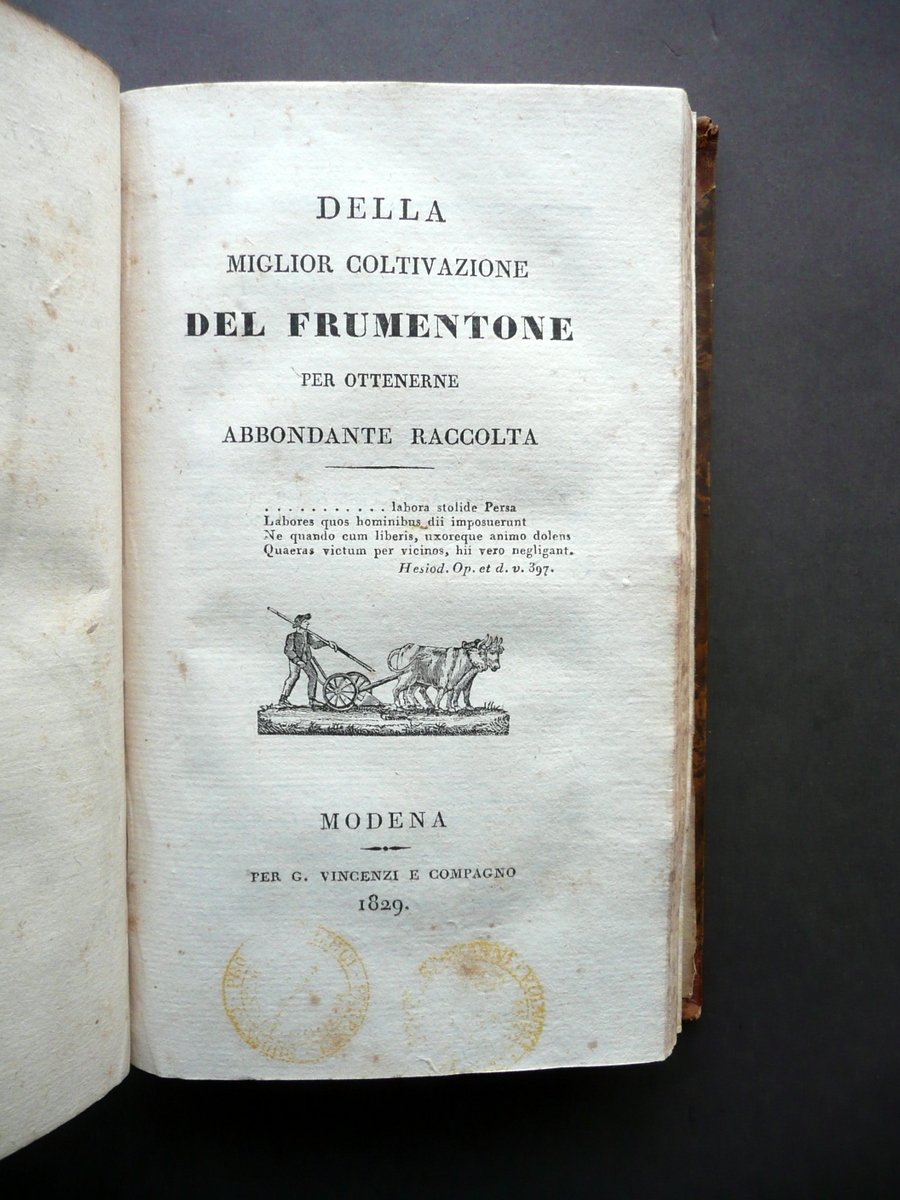 DELLA
MIGLIOR COLTIVAZIONE
DEL FRUMENTONE
PER OTTENERNE
ABBONDANTE RACCOLTA
. . . . . . . . . . . labora stolide Persa
Labores quos hominibus dii imposuerunt
Ne quando cum liberis, uxoreque animo dolens
Quaeras victum per vicinos, hii vero negligant.
Hesiod. Op. et d. v. 397.
MODENA
PER G. VINCENZI E COMPAGNO
1829.